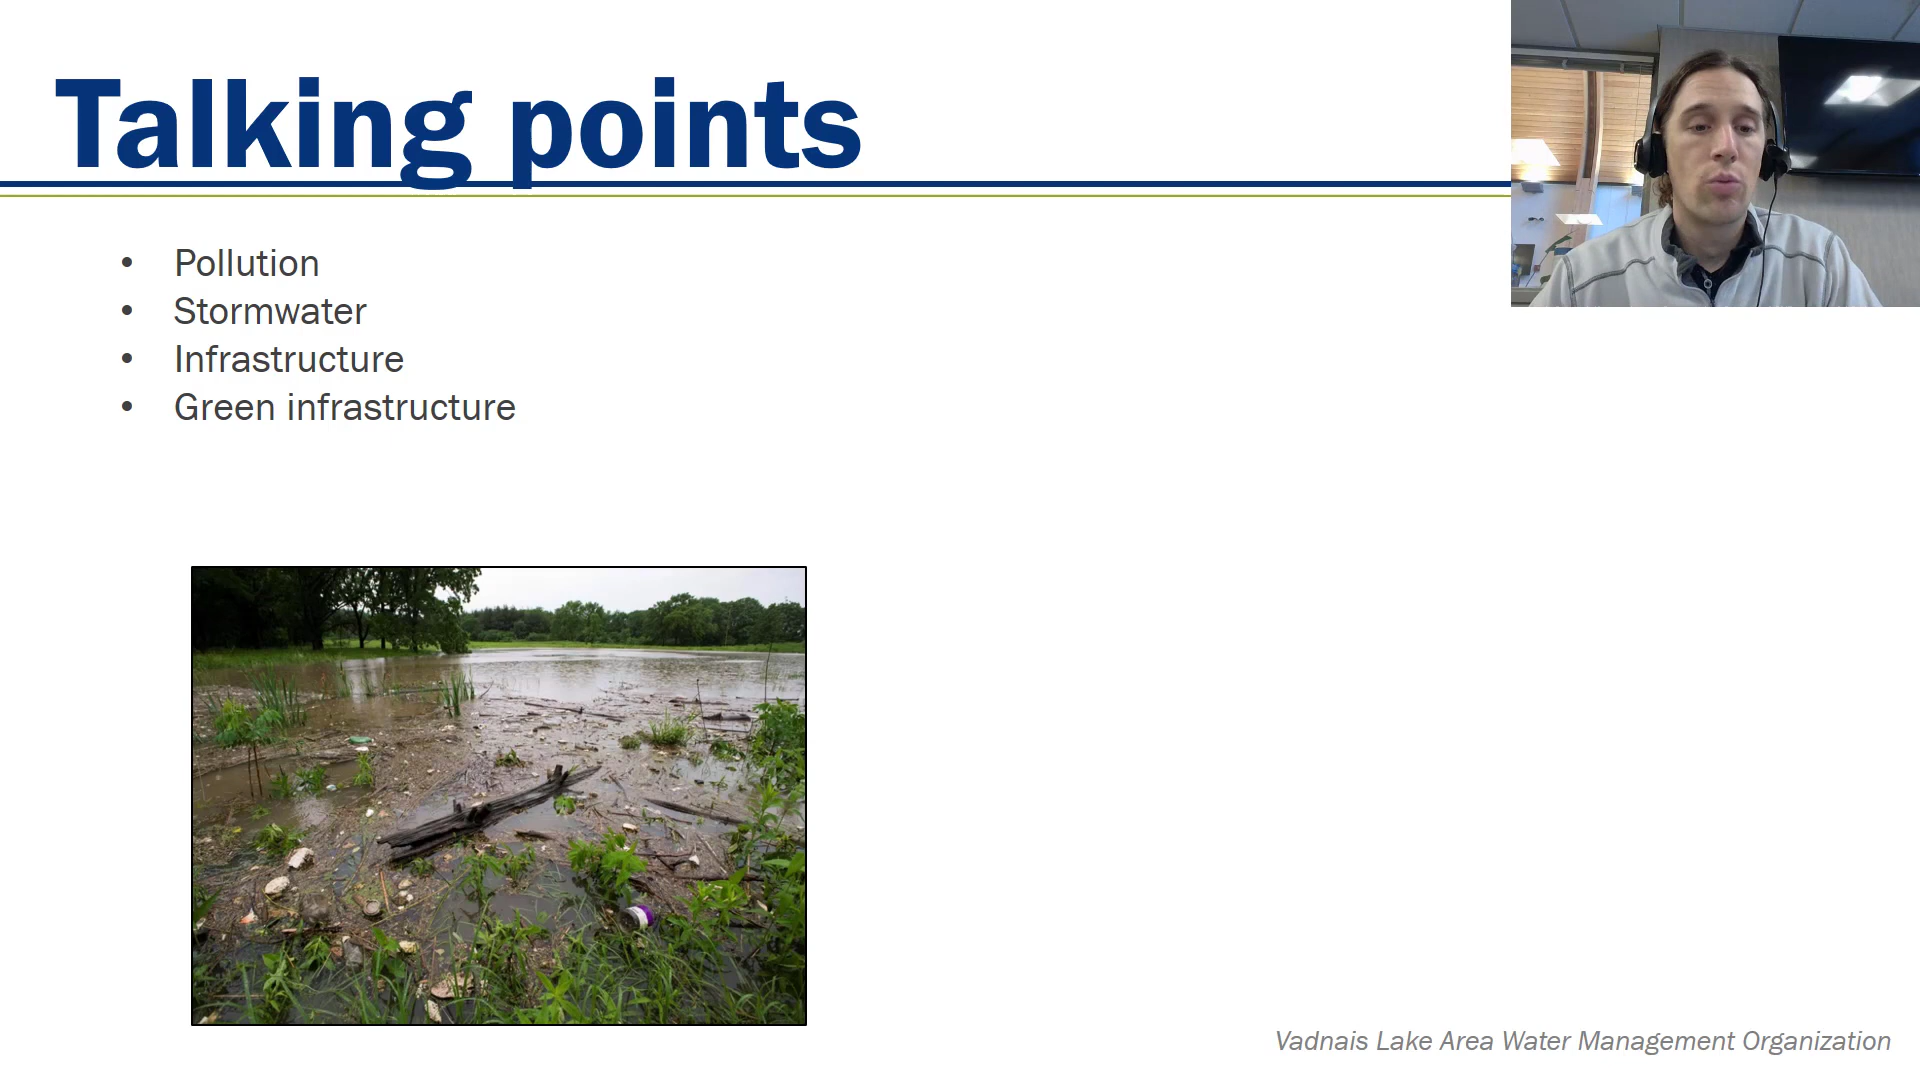 Talking points
• Pollution
• Stormwater
• Infrastructure
• Green infrastructure
Vadnais Lake Area Water Management Organization